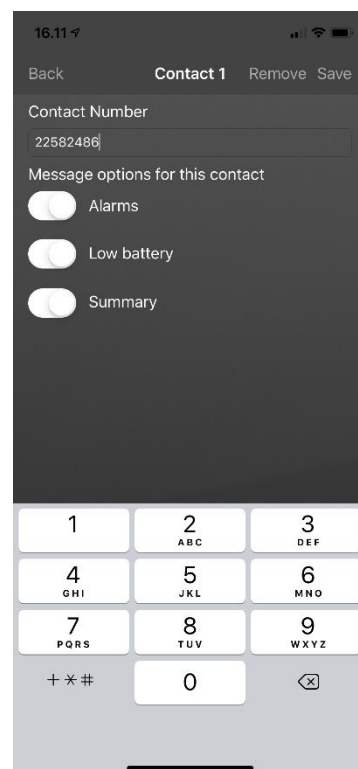 16.11
Back Contact 1 Remove Save
Contact Number
22582486
Message options for this contact
Alarms
Low battery
Summary
1 2 3
ABC DEF
4 5 6
GHI JKL MNO
7 8 9
PQRS TUV WXYZ
+*# 0